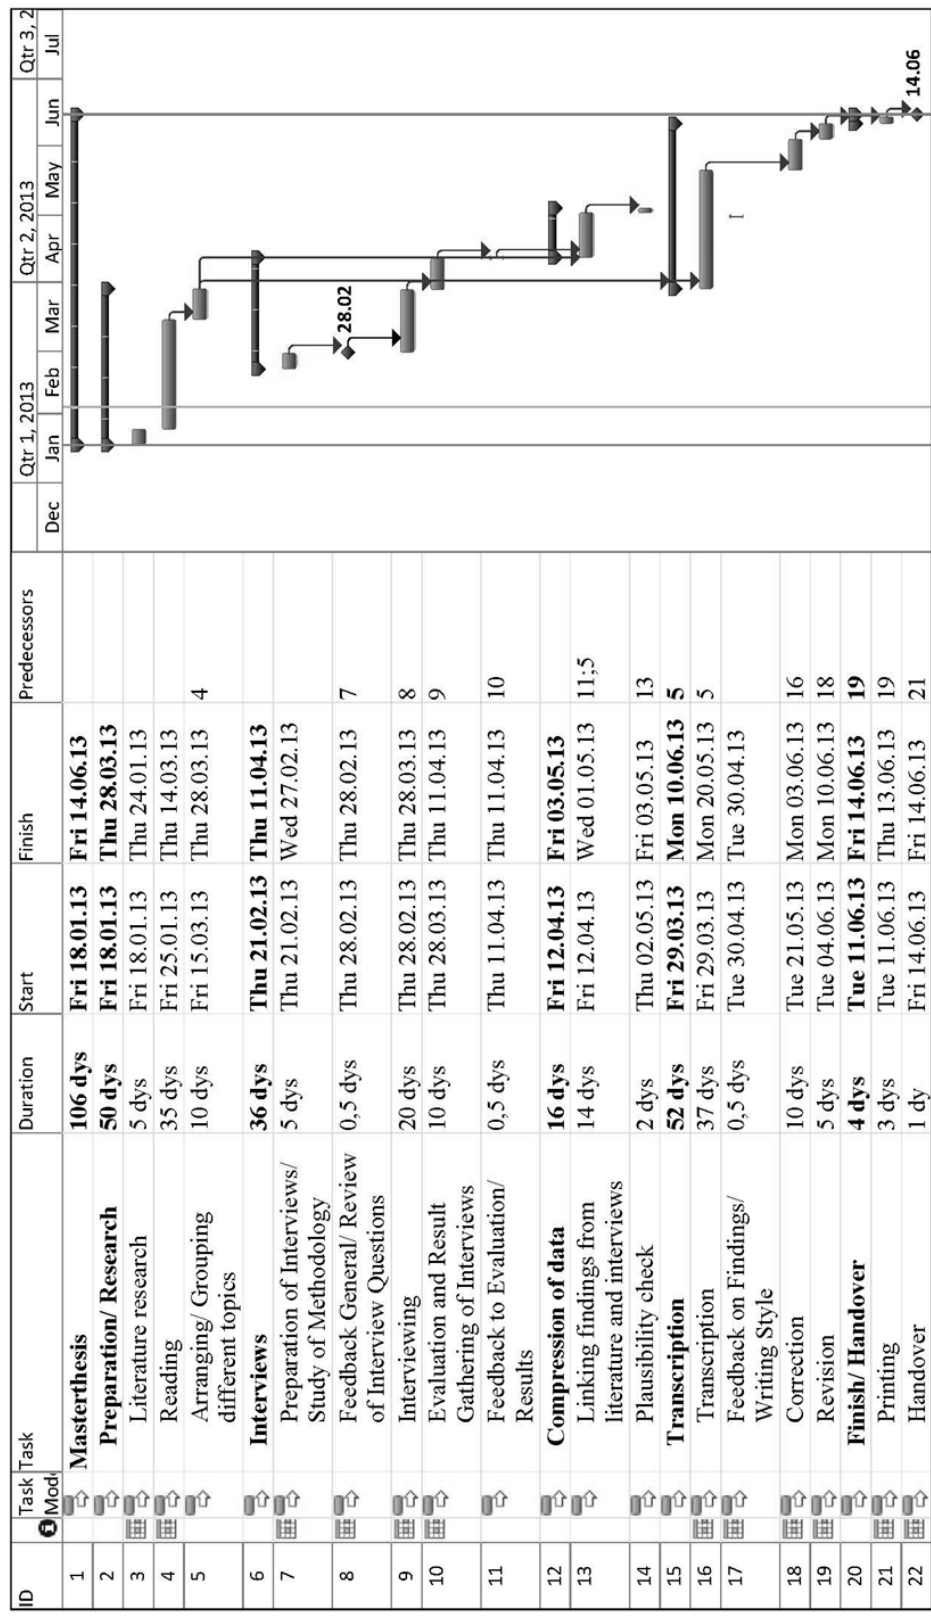 ID Task Mode Task Duration Start Finish Predecessors Qtr 1, 2013 Qtr 2, 2013 Qtr 3, 2
Dec Jan Feb Mar Apr May Jun Jul
1 Masterthesis 106 dys Fri 18.01.13 Fri 14.06.13
2 Preparation/ Research 50 dys Fri 18.01.13 Thu 28.03.13
3 Literature research 5 dys Fri 18.01.13 Thu 24.01.13
4 Reading 35 dys Fri 25.01.13 Thu 14.03.13
5 Arranging/ Grouping 10 dys Fri 15.03.13 Thu 28.03.13 4
different topics
6 Interviews 36 dys Thu 21.02.13 Thu 11.04.13
7 Preparation of Interviews/ 5 dys Thu 21.02.13 Wed 27.02.13
Study of Methodology
8 Feedback General/ Review 0,5 dys Thu 28.02.13 Thu 28.02.13 7 28.02
of Interview Questions
9 Interviewing 20 dys Thu 28.02.13 Thu 28.03.13 8
10 Evaluation and Result 10 dys Thu 28.03.13 Thu 11.04.13 9
Gathering of Interviews
11 Feedback to Evaluation/ 0,5 dys Thu 11.04.13 Thu 11.04.13 10
Results
12 Compression of data 16 dys Fri 12.04.13 Fri 03.05.13
13 Linking findings from 14 dys Fri 12.04.13 Wed 01.05.13 11;5
literature and interviews
14 Plausibility check 2 dys Thu 02.05.13 Fri 03.05.13 13
15 Transcription 52 dys Fri 29.03.13 Mon 10.06.13 5
16 Transcription 37 dys Fri 29.03.13 Mon 20.05.13 5
17 Feedback on Findings/ 0,5 dys Tue 30.04.13 Tue 30.04.13
Writing Style
18 Correction 10 dys Tue 21.05.13 Mon 03.06.13 16
19 Revision 5 dys Tue 04.06.13 Mon 10.06.13 18
20 Finish/ Handover 4 dys Tue 11.06.13 Fri 14.06.13 19
21 Printing 3 dys Tue 11.06.13 Thu 13.06.13 19
22 Handover 1 dy Fri 14.06.13 Fri 14.06.13 21 14.06